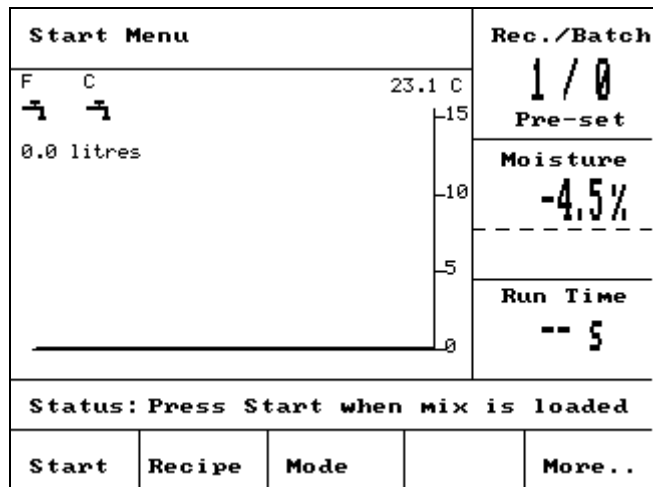 Start Menu
Rec./Batch
1 / 0
Pre-set
F C
23.1 C
0.0 litres
15
10
5
0
Moisture
-4.5%
Run Time
-- s
Status: Press Start when mix is loaded
Start Recipe Mode More..